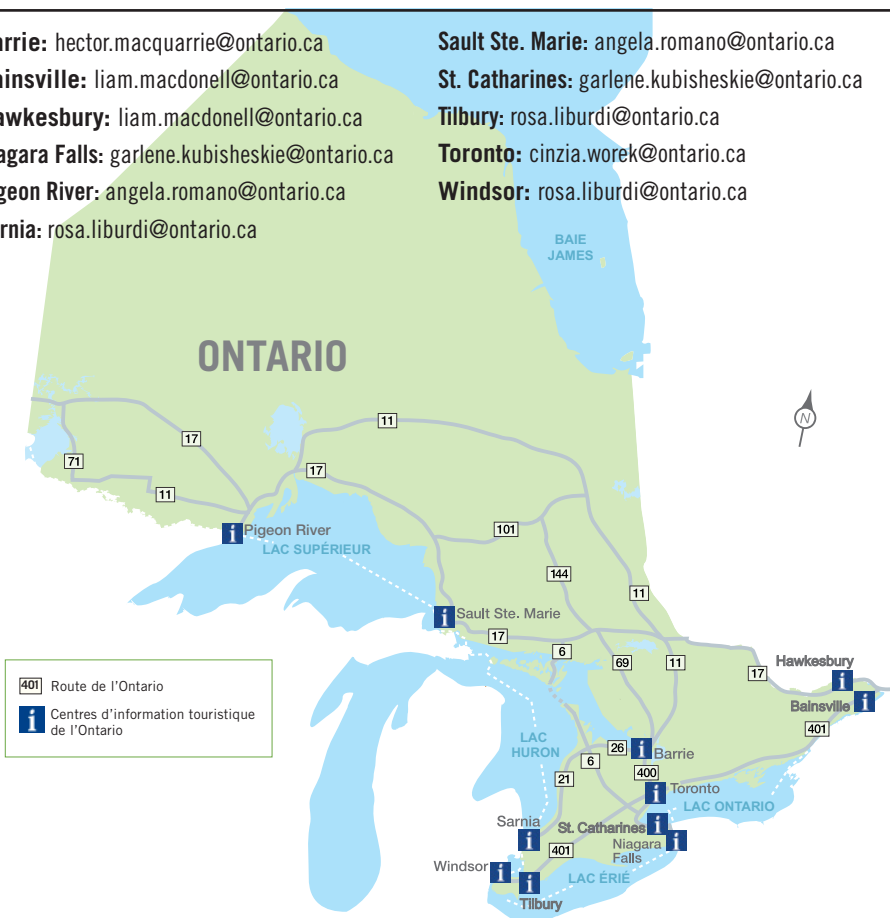 arrie: hector.macquarrie@ontario.ca
ainsville: liam.macdonell@ontario.ca
awkesbury: liam.macdonell@ontario.ca
agara Falls: garlene.kubisheskie@ontario.ca
geon River: angela.romano@ontario.ca
rnia: rosa.liburdi@ontario.ca
Sault Ste. Marie: angela.romano@ontario.ca
St. Catharines: garlene.kubisheskie@ontario.ca
Tilbury: rosa.liburdi@ontario.ca
Toronto: cinzia.worek@ontario.ca
Windsor: rosa.liburdi@ontario.ca
BAIE
JAMES
ONTARIO
N
11
17
71
17
11
Pigeon River
LAC SUPÉRIEUR
101
144
11
Sault Ste. Marie
17
6
69
11
17
Hawkesbury
Bainsville
401
401 Route de l'Ontario
i Centres d'information touristique
de l'Ontario
LAC
HURON
26
6
21
Barrie
400
Toronto
LAC ONTARIO
Sarnia
St. Catharines
Niagara
Falls
401
Windsor
LAC ÉRIÉ
Tilbury